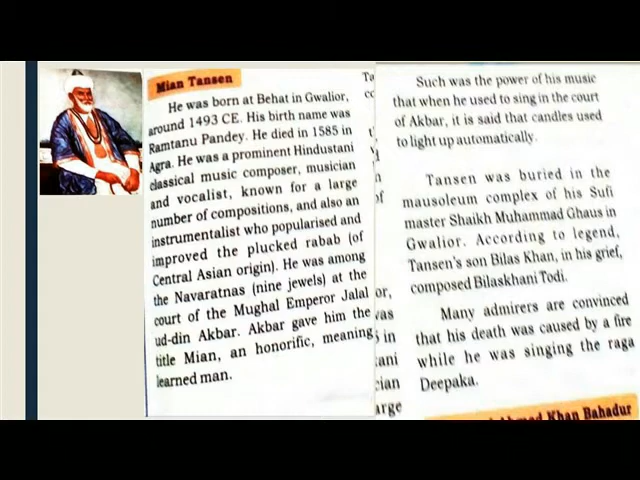 Mian Tansen
He was born at Behat in Gwalior,
around 1493 CE. His birth name was
Ramtanu Pandey. He died in 1585 in
Agra. He was a prominent Hindustani
classical music composer, musician
and vocalist, known for a large
number of compositions, and also an
instrumentalist who popularised and
improved the plucked rabab (of
Central Asian origin). He was among
the Navaratnas (nine jewels) at the
court of the Mughal Emperor Jalal
ud-din Akbar. Akbar gave him the
title Mian, an honorific, meaning
learned man.
Such was the power of his music
that when he used to sing in the court
of Akbar, it is said that candles used
to light up automatically.
Tansen was buried in the
mausoleum complex of his Sufi
master Shaikh Muhammad Ghaus in
Gwalior. According to legend,
Tansen's son Bilas Khan, in his grief,
composed Bilaskhani Todi.
Many admirers are convinced
that his death was caused by a fire
while he was singing the raga
Deepaka.
Khan Bahadur